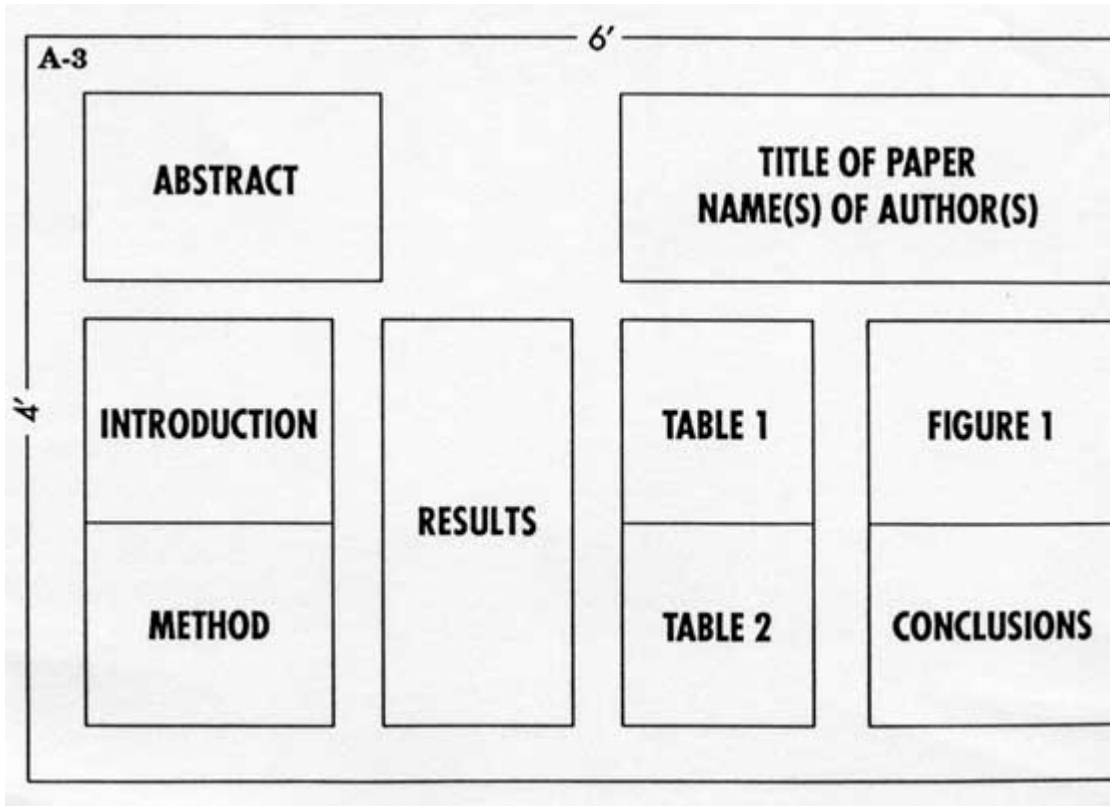 6'
A-3
ABSTRACT
TITLE OF PAPER
NAME(S) OF AUTHOR(S)
4'
INTRODUCTION
METHOD
RESULTS
TABLE 1
TABLE 2
FIGURE 1
CONCLUSIONS